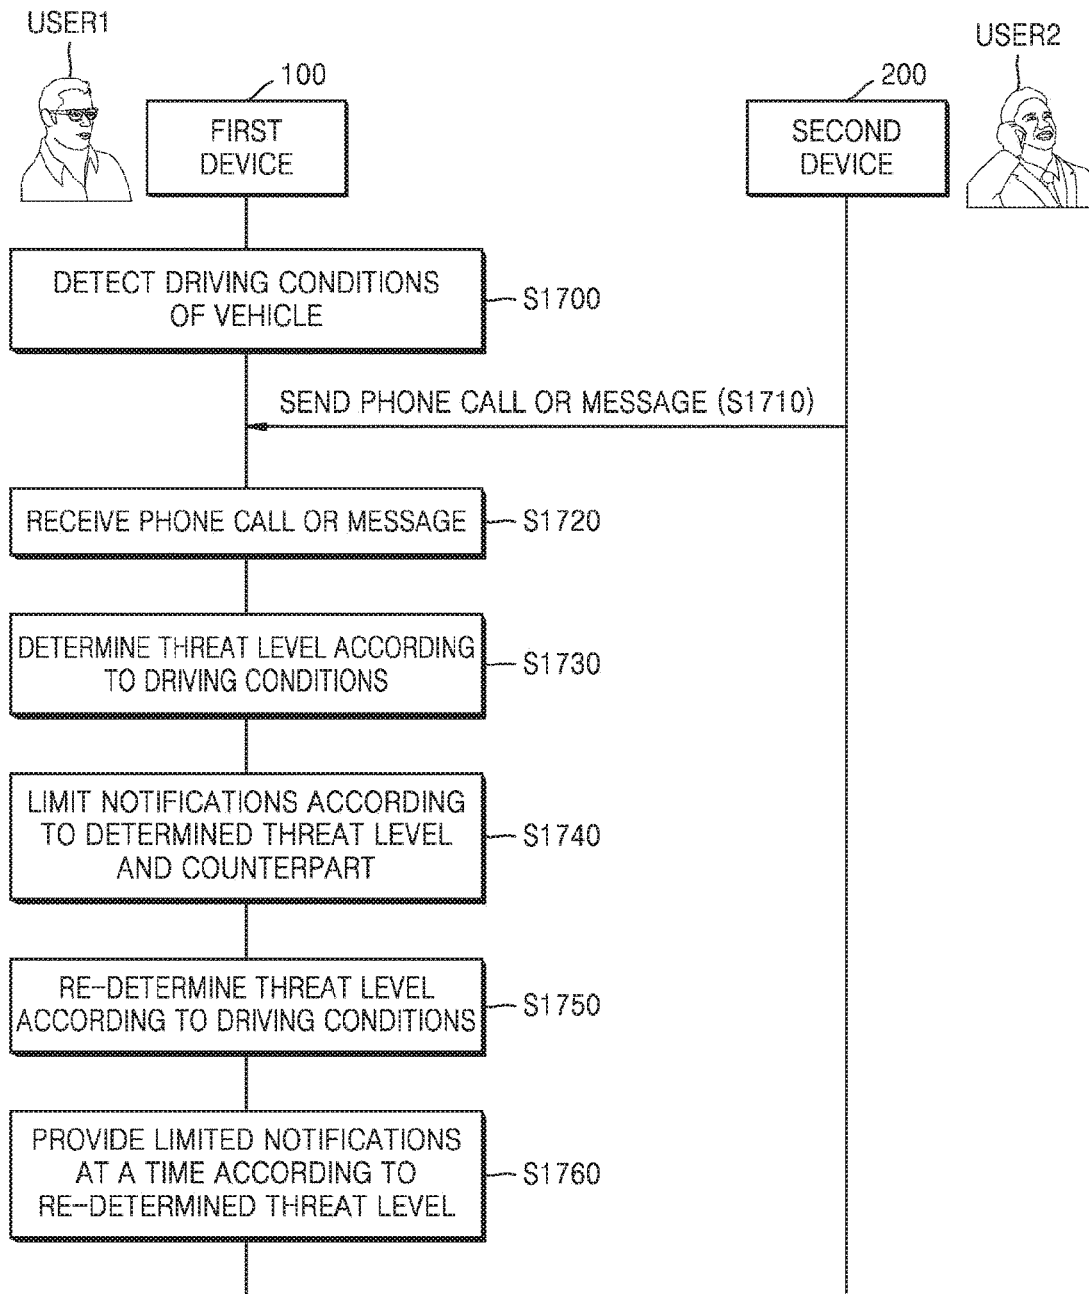 USER1
100
FIRST
DEVICE
200
SECOND
DEVICE
USER2
DETECT DRIVING CONDITIONS
OF VEHICLE
S1700
SEND PHONE CALL OR MESSAGE (S1710)
RECEIVE PHONE CALL OR MESSAGE
S1720
DETERMINE THREAT LEVEL ACCORDING
TO DRIVING CONDITIONS
S1730
LIMIT NOTIFICATIONS ACCORDING
TO DETERMINED THREAT LEVEL
AND COUNTERPART
S1740
RE-DETERMINE THREAT LEVEL
ACCORDING TO DRIVING CONDITIONS
S1750
PROVIDE LIMITED NOTIFICATIONS
AT A TIME ACCORDING TO
RE-DETERMINED THREAT LEVEL
S1760